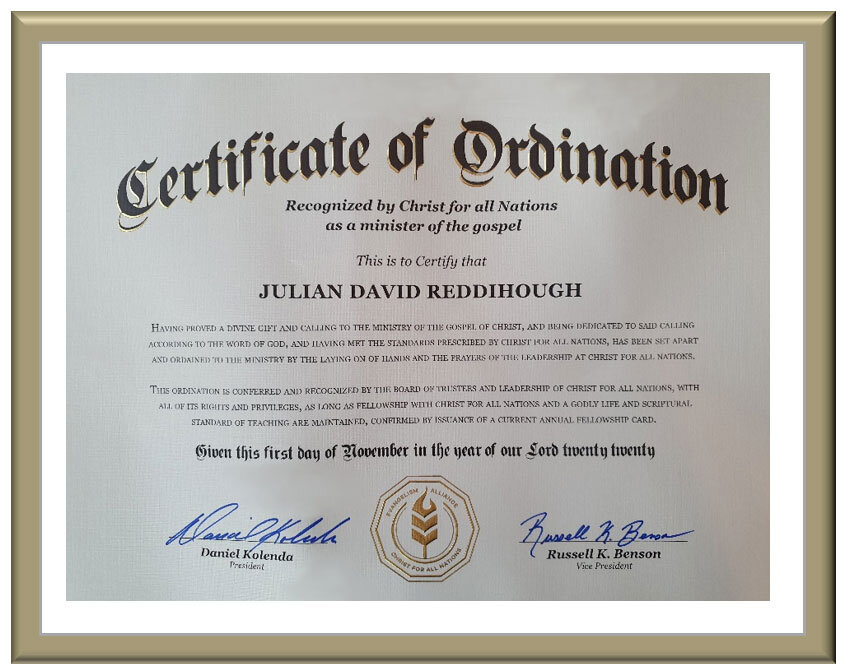 Certificate of Ordination
Recognized by Christ for all Nations
as a minister of the gospel
This is to Certify that
JULIAN DAVID REDDIHOUGH
HAVING PROVED A DIVINE GIFT AND CALLING TO THE MINISTRY OF THE GOSPEL OF CHRIST, AND BEING DEDICATED TO SAID CALLING
ACCORDING TO THE WORD OF GOD, AND HAVING MET THE STANDARDS PRESCRIBED BY CHRIST FOR ALL NATIONS, HAS BEEN SET APART
AND ORDAINED TO THE MINISTRY BY THE LAYING ON OF HANDS AND THE PRAYERS OF THE LEADERSHIP AT CHRIST FOR ALL NATIONS.
THIS ORDINATION IS CONFERRED AND RECOGNIZED BY THE BOARD OF TRUSTEES AND LEADERSHIP OF CHRIST FOR ALL NATIONS, WITH
ALL OF ITS RIGHTS AND PRIVILEGES, AS LONG AS FELLOWSHIP WITH CHRIST FOR ALL NATIONS AND A GODLY LIFE AND SCRIPTURAL
STANDARD OF TEACHING ARE MAINTAINED, CONFIRMED BY ISSUANCE OF A CURRENT ANNUAL FELLOWSHIP CARD.
Given this first day of November in the year of our Lord twenty twenty
Daniel Kolenda
Daniel Kolenda
President
EVANGELISM ALLIANCE
CHRIST FOR ALL NATIONS
Russell K. Benson
Russell K. Benson
Vice President